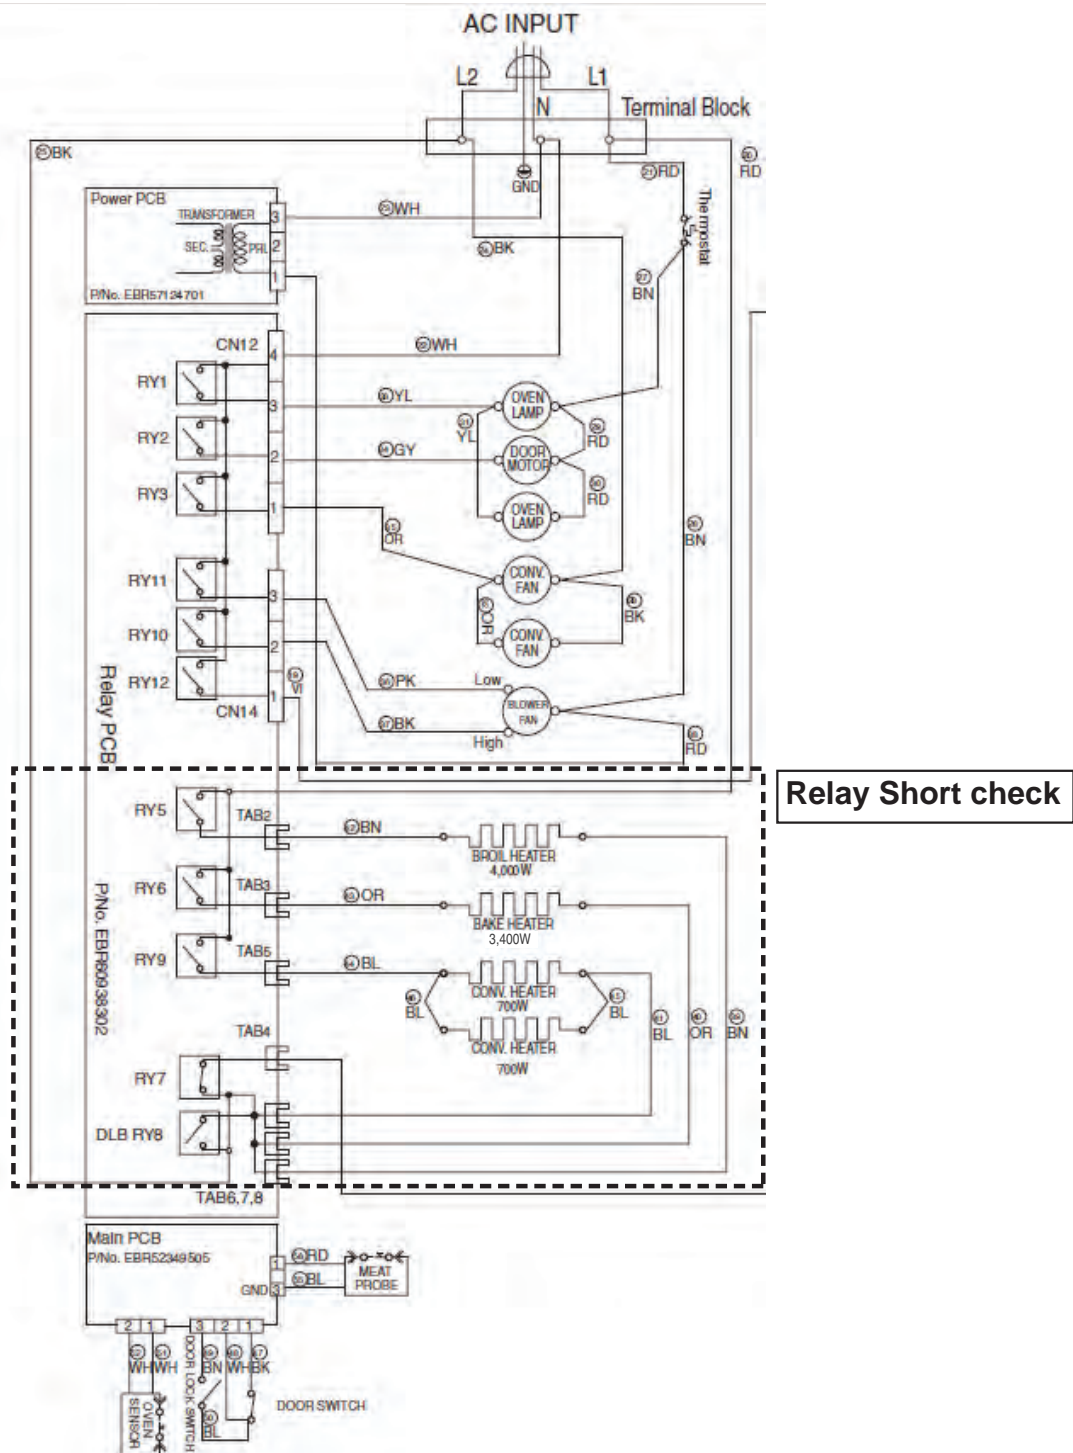 AC INPUT
L2
L1
N
Terminal Block
GND
BK
RD
RD
Thermostat
Power PCB
TRANSFORMER
3
SEC.
PRI.
2
1
P/No. EBR57124701
WH
BK
BN
CN12
4
WH
RY1
3
YL
OVEN
LAMP
YL
RD
RY2
2
GY
DOOR
MOTOR
RY3
1
RD
OVEN
LAMP
OR
BN
RY11
3
CONV.
FAN
OR
BK
RY10
2
CONV.
FAN
RY12
1
VI
CN14
Relay PCB
PK
Low
BLOWER
FAN
BK
High
RD
Relay Short check
RY5
TAB2
BN
BROIL HEATER
4,000W
RY6
TAB3
OR
BAKE HEATER
3,400W
P/No. EBR80938302
RY9
TAB5
BL
CONV. HEATER
700W
BL
BL
BL
OR
BN
CONV. HEATER
700W
TAB4
RY7
DLB RY8
TAB6,7,8
Main PCB
P/No. EBR52349505
1
RD
GND
3
BL
MEAT
PROBE
2 1
3 2 1
WH
WH
DOOR LOCK SWITCH
BN
WH
BK
OVEN
SENSOR
BL
DOOR SWITCH